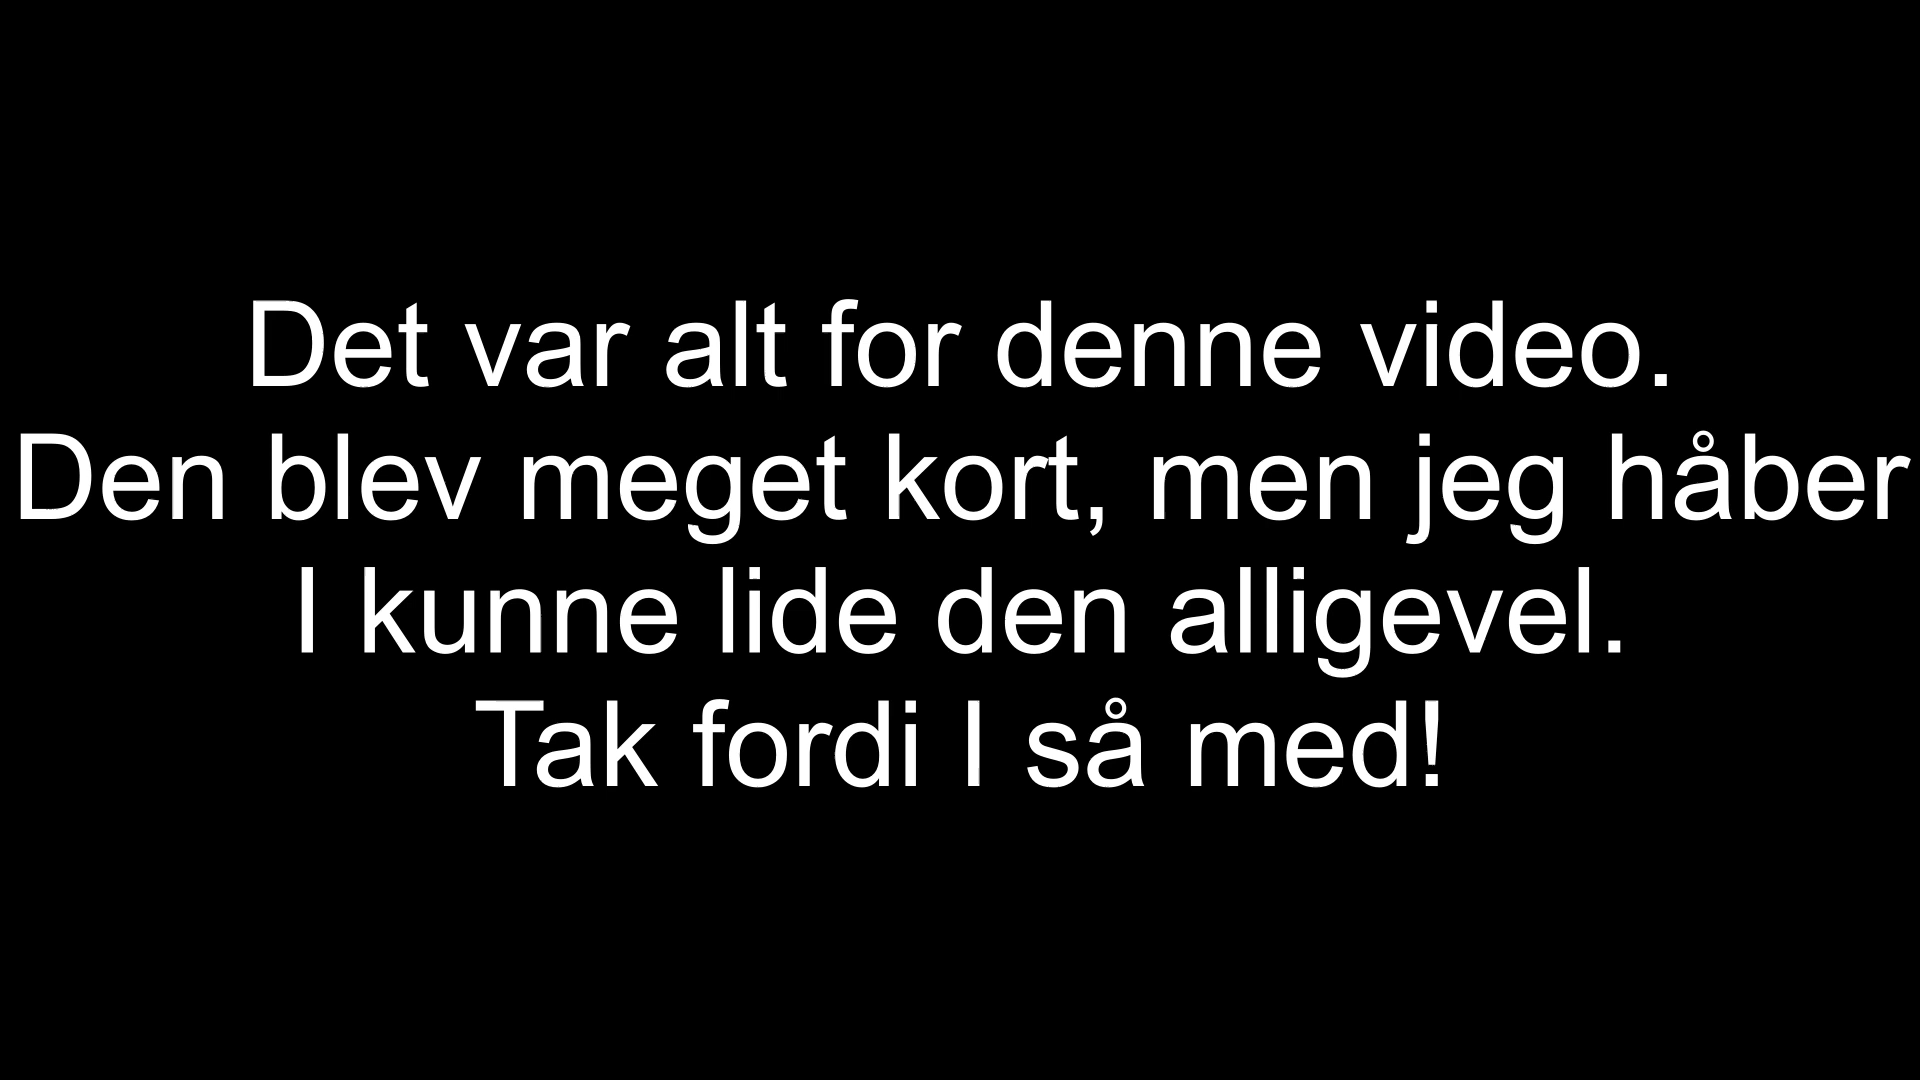 Det var alt for denne video.
Den blev meget kort, men jeg håber
I kunne lide den alligevel.
Tak fordi I så med!